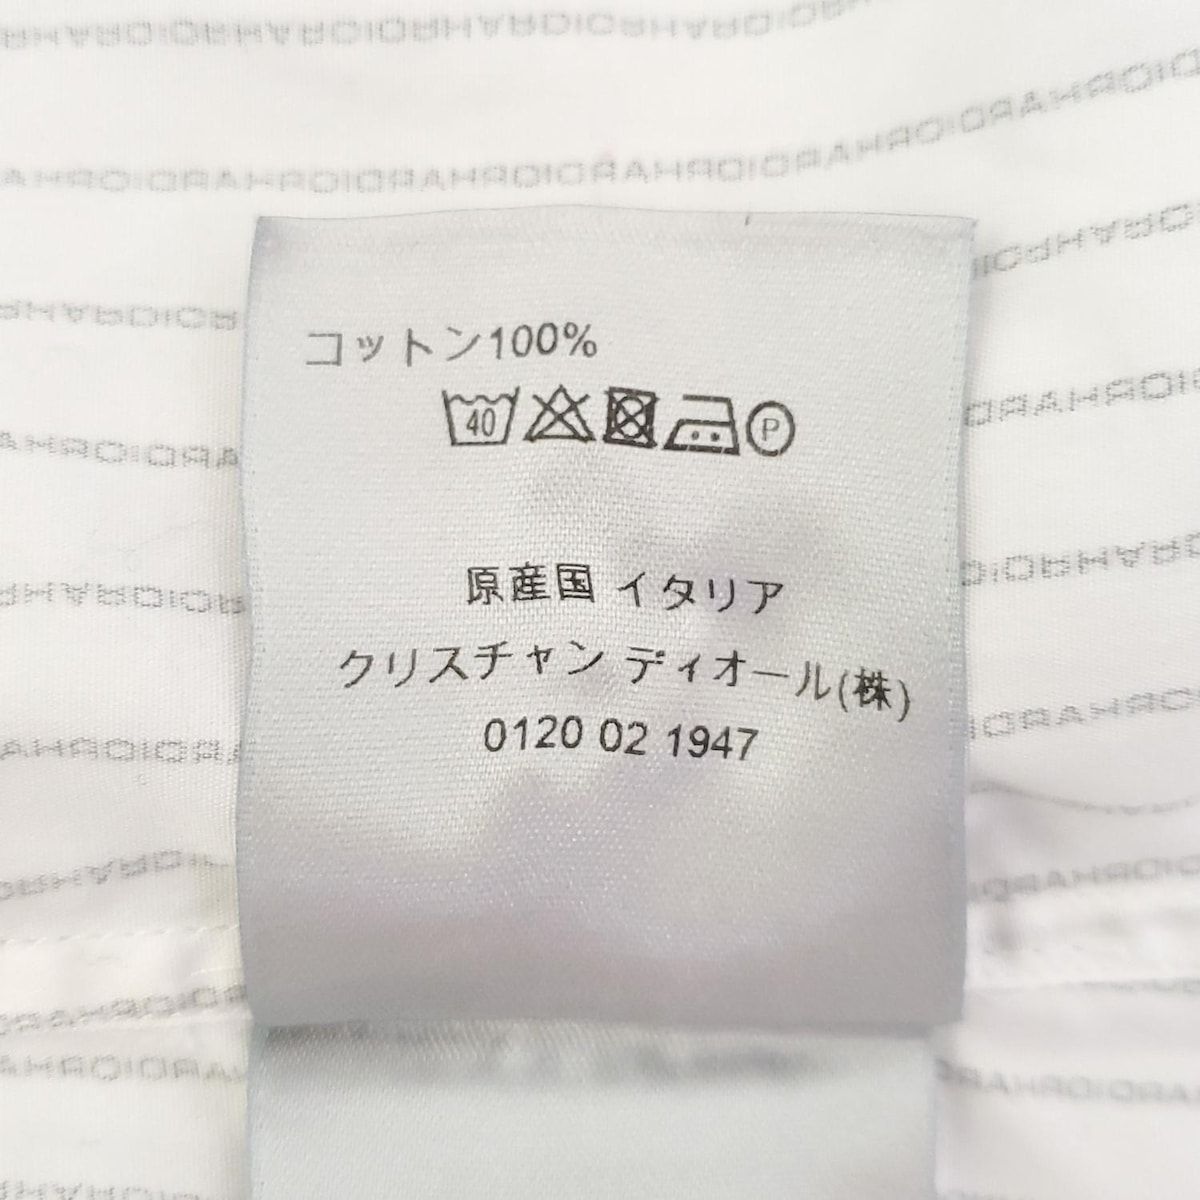 コットン100%
40 P
原産国 イタリア
クリスチャン ディオール(株)
0120 02 1947